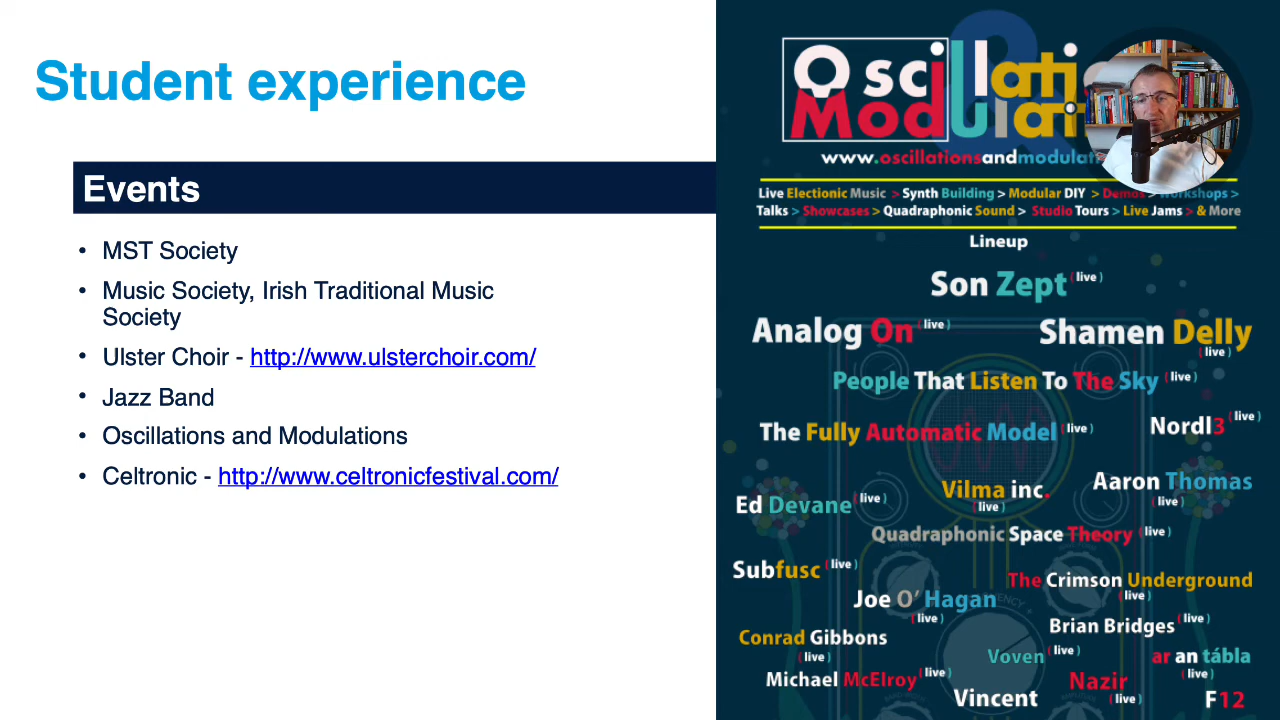 Student experience
Events
• MST Society
• Music Society, Irish Traditional Music
Society
• Ulster Choir - http://www.ulsterchoir.com/
• Jazz Band
• Oscillations and Modulations
• Celtronic - http://www.celtronicfestival.com/
Oscillati
&
Modulati
www.oscillationsandmodulati
Live Electionic Music > Synth Building > Modular DIY > Demos > Workshops >
Talks > Showcases > Quadraphonic Sound > Studio Tours > Live Jams > & More
Lineup
Son Zept (live)
Analog On (live)
Shamen Delly (live)
People That Listen To The Sky (live)
The Fully Automatic Model (live)
Nordl3 (live)
Vilma inc. (live)
Aaron Thomas (live)
Ed Devane (live)
Quadraphonic Space Theory (live)
Subfusc (live)
The Crimson Underground (live)
Joe O' Hagan (live)
Brian Bridges (live)
Conrad Gibbons (live)
Voven (live)
ar an tábla (live)
Michael McElroy (live)
Nazir (live)
Vincent
F12